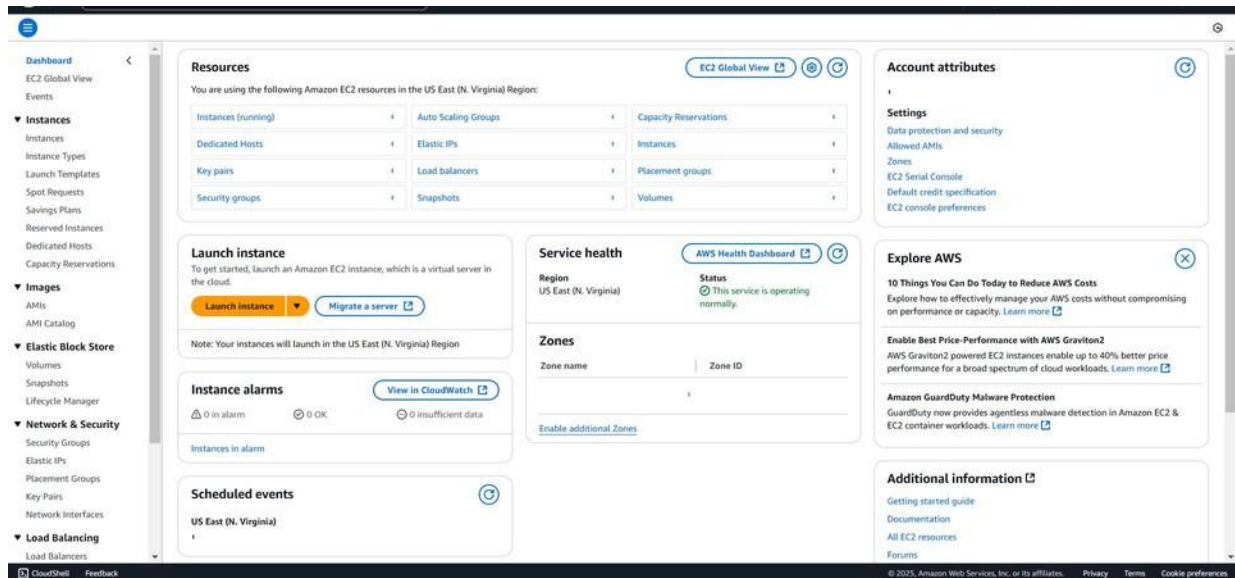 Dashboard
EC2 Global View
Events
Instances
Instances
Instance Types
Launch Templates
Spot Requests
Savings Plans
Reserved Instances
Dedicated Hosts
Capacity Reservations
Images
AMIs
AMI Catalog
Elastic Block Store
Volumes
Snapshots
Lifecycle Manager
Network & Security
Security Groups
Elastic IPs
Placement Groups
Key Pairs
Network Interfaces
Load Balancing
Load Balancers
Resources
EC2 Global View
You are using the following Amazon EC2 resources in the US East (N. Virginia) Region:
Instances (running)
Auto Scaling Groups
Capacity Reservations
Dedicated Hosts
Elastic IPs
Instances
Key pairs
Load balancers
Placement groups
Security groups
Snapshots
Volumes
Launch instance
To get started, launch an Amazon EC2 instance, which is a virtual server in
the cloud.
Launch instance
Migrate a server
Note: Your instances will launch in the US East (N. Virginia) Region
Instance alarms
View in CloudWatch
0 in alarm
0 OK
0 insufficient data
Instances in alarm
Scheduled events
US East (N. Virginia)
Service health
AWS Health Dashboard
Region
US East (N. Virginia)
Status
This service is operating
normally.
Zones
Zone name
Zone ID
Enable additional Zones
Account attributes
Settings
Data protection and security
Allowed AMIs
Zones
EC2 Serial Console
Default credit specification
EC2 console preferences
Explore AWS
10 Things You Can Do Today to Reduce AWS Costs
Explore how to effectively manage your AWS costs without compromising
on performance or capacity. Learn more
Enable Best Price-Performance with AWS Graviton2
AWS Graviton2 powered EC2 instances enable up to 40% better price
performance for a broad spectrum of cloud workloads. Learn more
Amazon GuardDuty Malware Protection
GuardDuty now provides agentless malware detection in Amazon EC2 &
EC2 container workloads. Learn more
Additional information
Getting started guide
Documentation
All EC2 resources
Forums
CloudShell Feedback
© 2025, Amazon Web Services, Inc. or its affiliates. Privacy Terms Cookie preferences